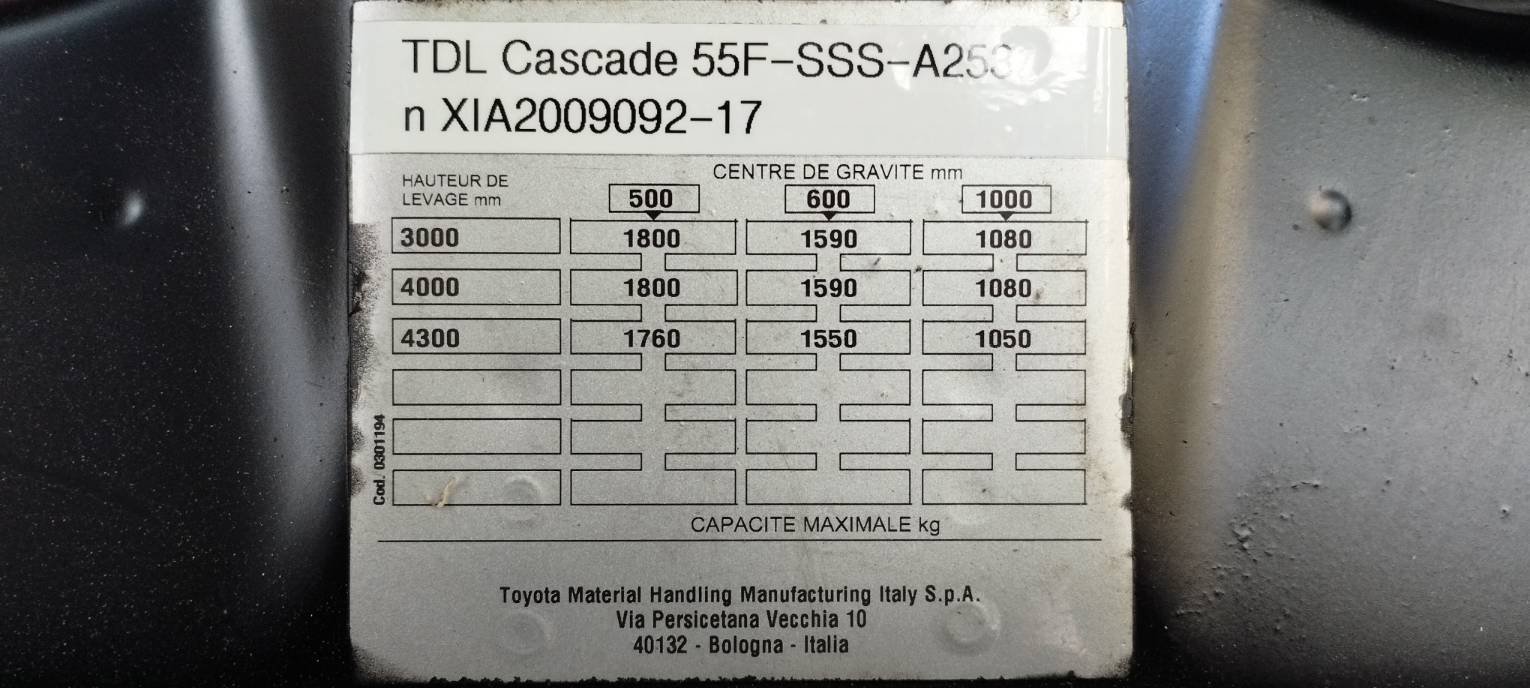 TDL Cascade 55F-SSS-A253
n XIA2009092-17
CENTRE DE GRAVITE mm
HAUTEUR DE
LEVAGE mm
500 600 1000
3000 1800 1590 1080
4000 1800 1590 1080
4300 1760 1550 1050
Cod. 0301194
CAPACITE MAXIMALE kg
Toyota Material Handling Manufacturing Italy S.p.A.
Via Persicetana Vecchia 10
40132 - Bologna - Italia